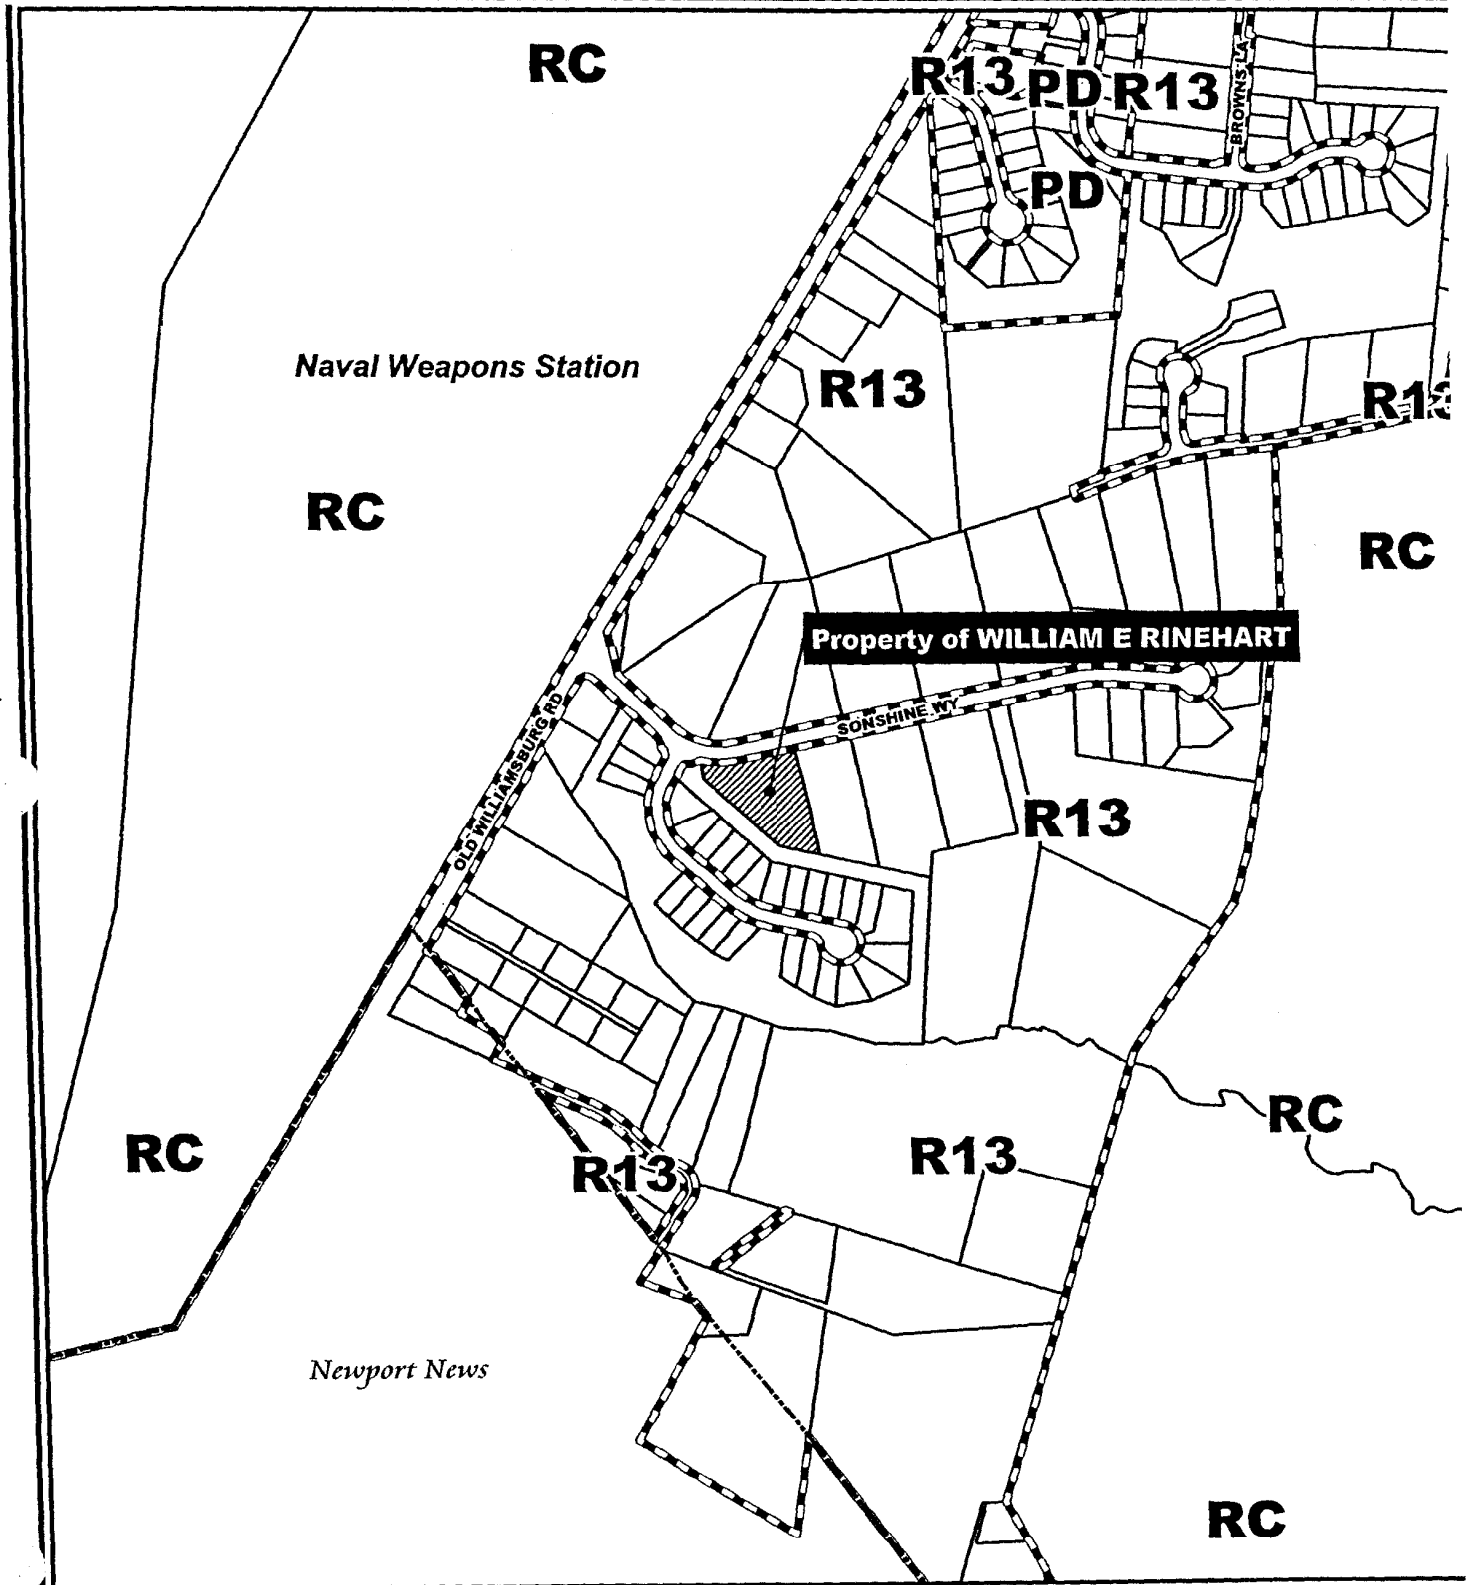 RC
R13 PD R13
BROWNS LA
PD
Naval Weapons Station
R13
R13
RC
RC
Property of WILLIAM E RINEHART
SONSHINE WY
OLD WILLIAMSBURG RD
R13
RC
RC
R13
R13
Newport News
RC